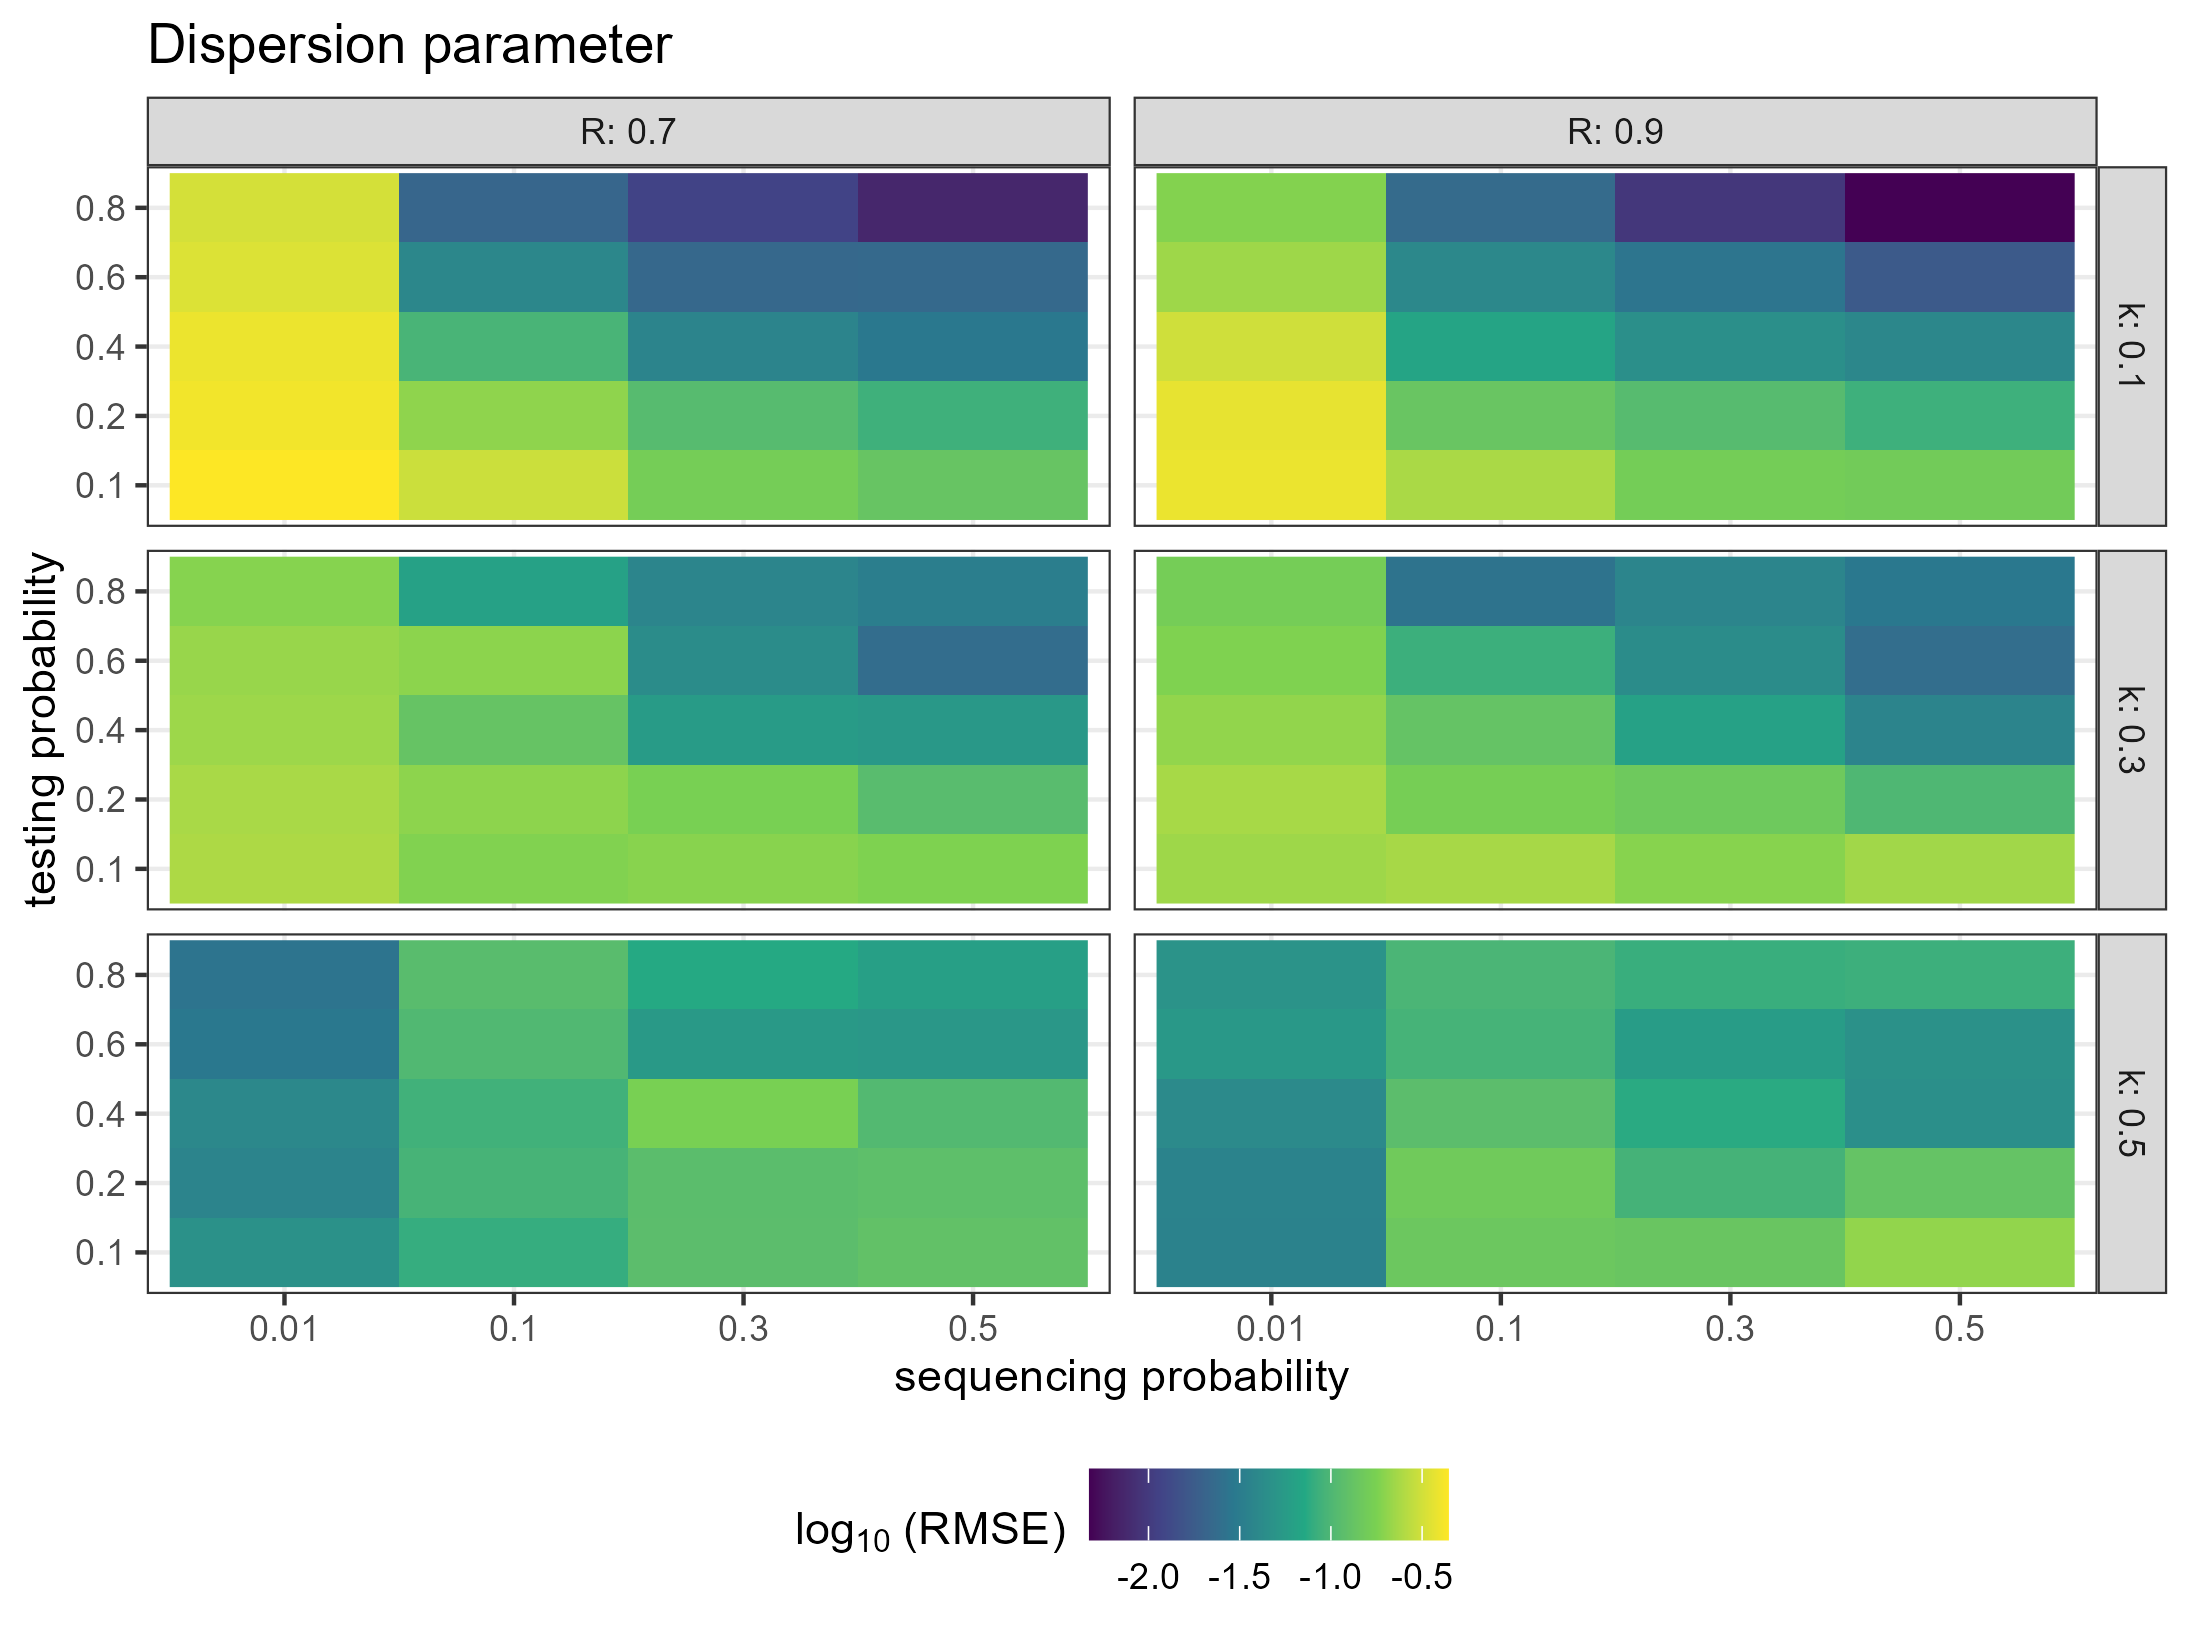 Dispersion parameter
R: 0.7
R: 0.9
0.8
0.6
0.4
0.2
0.1
k: 0.1
testing probability
0.8
0.6
0.4
0.2
0.1
k: 0.3
0.8
0.6
0.4
0.2
0.1
k: 0.5
0.01 0.1 0.3 0.5
0.01 0.1 0.3 0.5
sequencing probability
log₁₀ (RMSE)
-2.0 -1.5 -1.0 -0.5